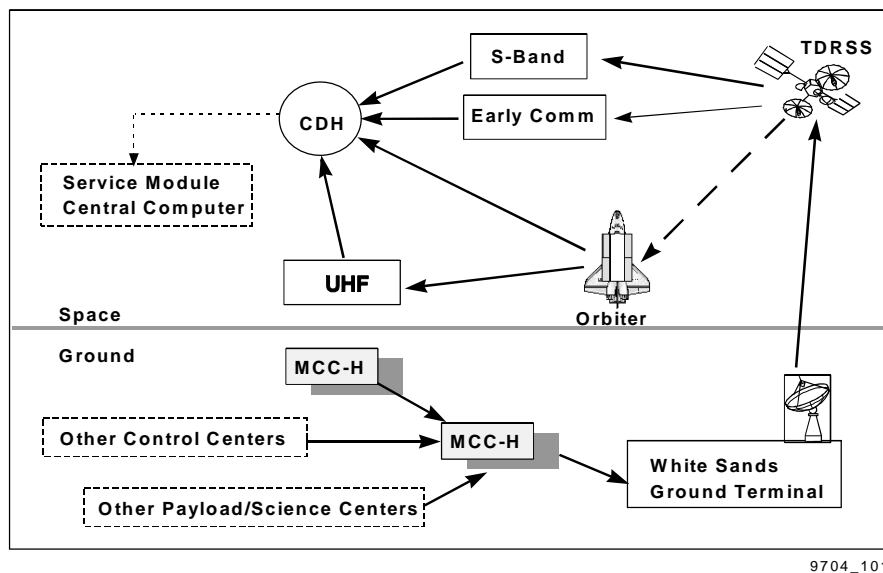 TDRSS
S-Band
Early Comm
CDH
Service Module
Central Computer
UHF
Orbiter
Space
Ground
MCC-H
Other Control Centers
MCC-H
White Sands
Ground Terminal
Other Payload/Science Centers
9704_101